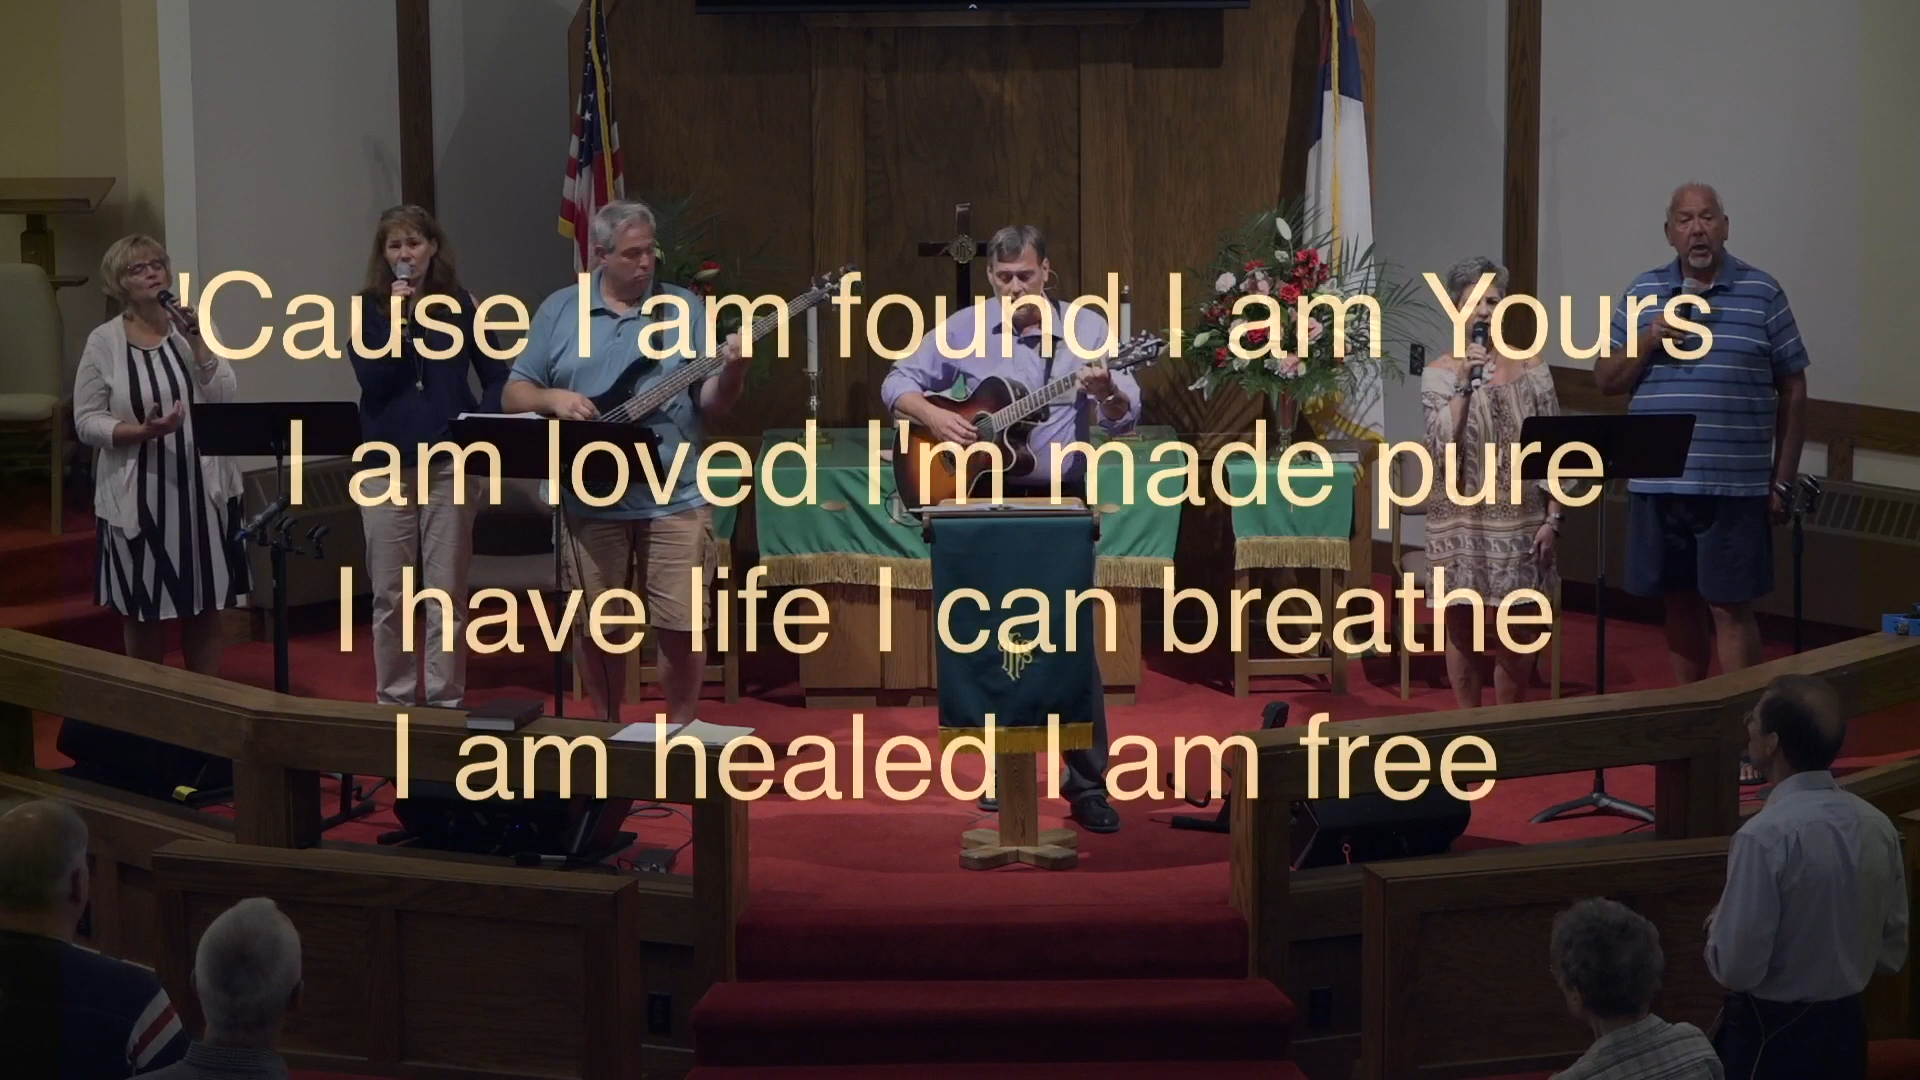 'Cause I am found I am Yours
I am loved I'm made pure
I have life I can breathe
I am healed I am free